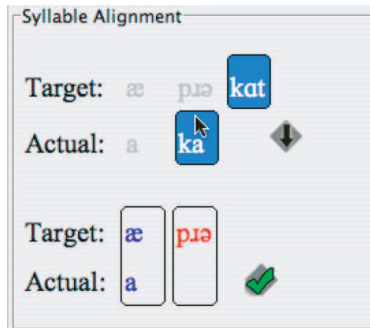 Syllable Alignment
Target: æ pɹə kɑt
Actual: a ka
Target: æ pɹə
Actual: a